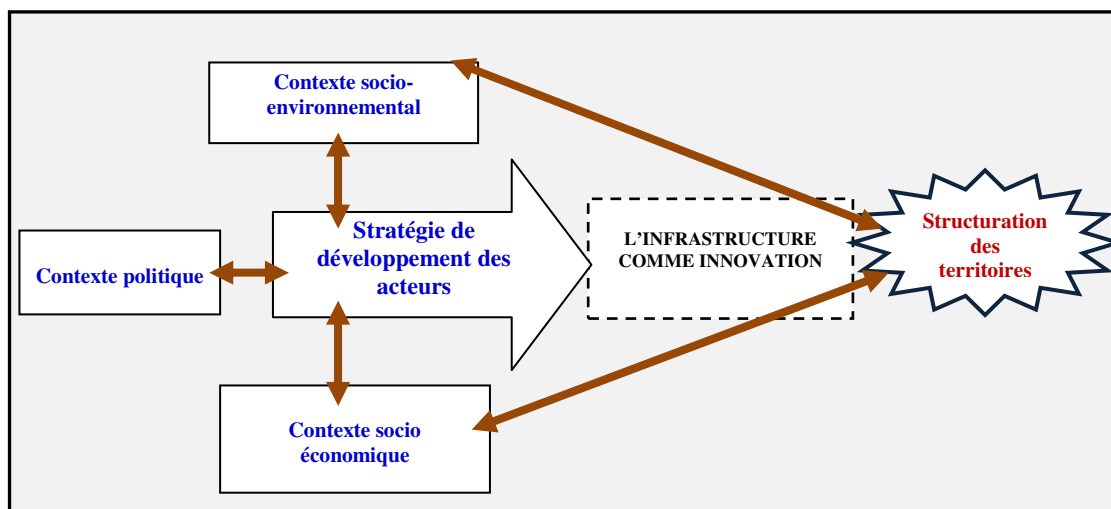 Contexte socio-
environnemental
Contexte politique
Stratégie de
développement des
acteurs
L'INFRASTRUCTURE
COMME INNOVATION
Structuration
des
territoires
Contexte socio
économique